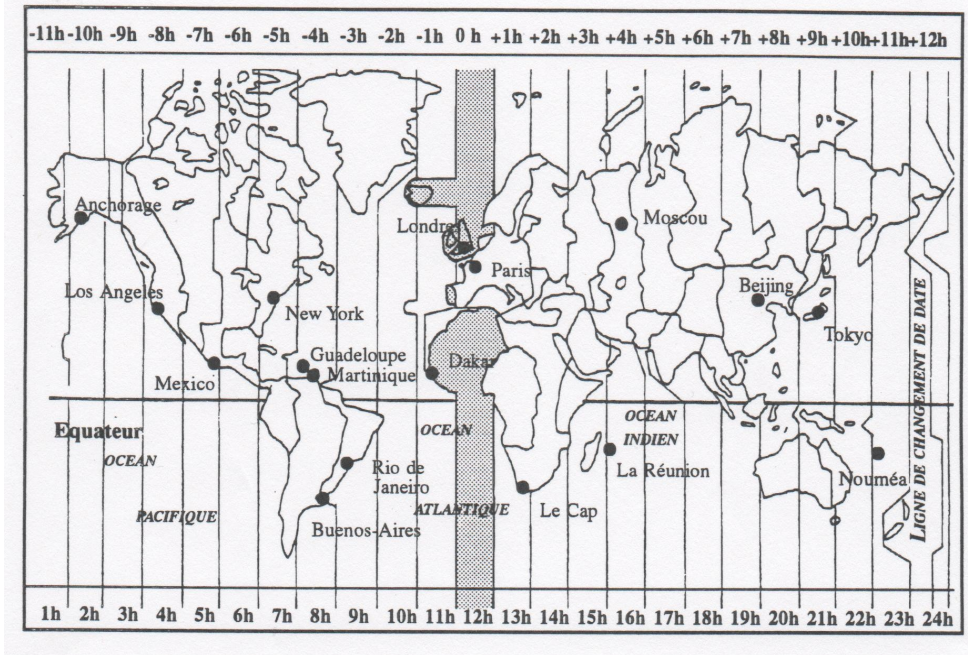 -11h -10h -9h -8h -7h -6h -5h -4h -3h -2h -1h 0 h +1h +2h +3h +4h +5h +6h +7h +8h +9h +10h +11h +12h
Anchorage
Moscou
Londres
Paris
Los Angeles
Beijing
New York
Tokyo
Guadeloupe
Dakar
Martinique
Mexico
Equateur
OCEAN
OCEAN
OCEAN
INDIEN
Rio de
Janeiro
La Réunion
Nouméa
PACIFIQUE
ATLANTIQUE
Le Cap
Buenos-Aires
LIGNE DE CHANGEMENT DE DATE
1h 2h 3h 4h 5h 6h 7h 8h 9h 10h 11h 12h 13h 14h 15h 16h 17h 18h 19h 20h 21h 22h 23h 24h